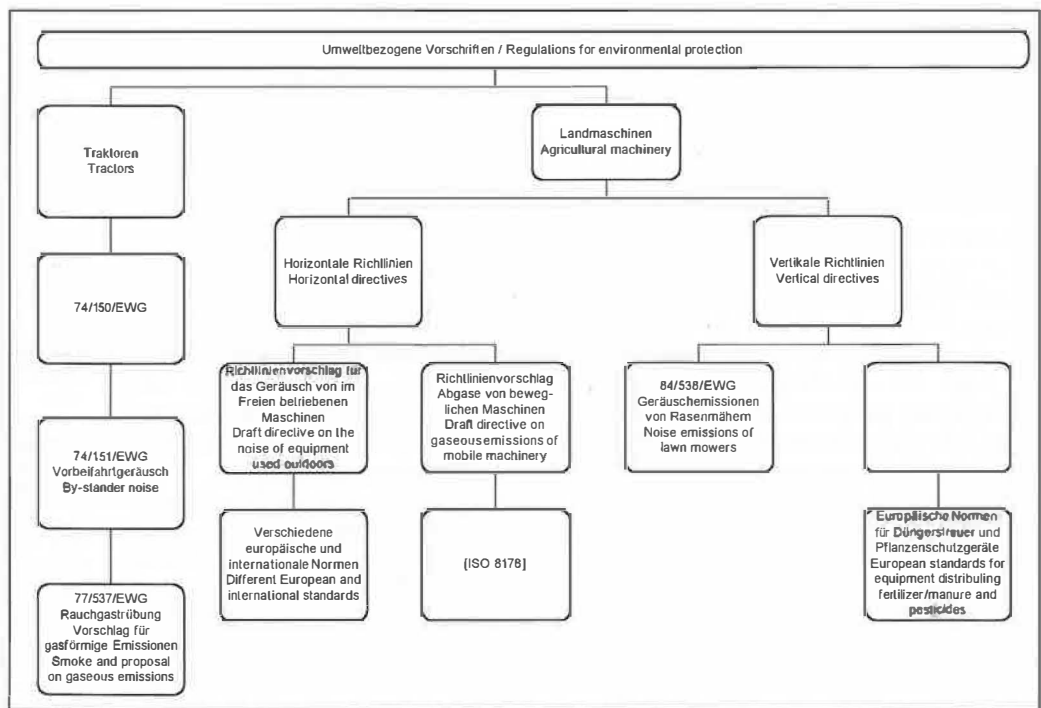 Umweltbezogene Vorschriften / Regulations for environmental protection
Traktoren
Tractors
Landmaschinen
Agricultural machinery
Horizontale Richtlinien
Horizontal directives
Vertikale Richtlinien
Vertical directives
74/150/EWG
Richtlinienvorschlag für
das Geräusch von im
Freien betriebenen
Maschinen
Draft directive on the
noise of equipment
used outdoors
Richtlinienvorschlag
Abgase von beweg-
lichen Maschinen
Draft directive on
gaseous emissions of
mobile machinery
84/538/EWG
Geräuschemissionen
von Rasenmähern
Noise emissions of
lawn mowers
74/151/EWG
Vorbeifahrtgeräusch
By-stander noise
Verschiedene
europäische und
internationale Normen
Different European and
international standards
[ISO 8178]
Europäische Normen
für Düngerstreuer und
Pflanzenschutzgeräte
European standards for
equipment distributing
fertilizer/manure and
pesticides
77/537/EWG
Rauchgastrübung
Vorschlag für
gasförmige Emissionen
Smoke and proposal
on gaseous emissions